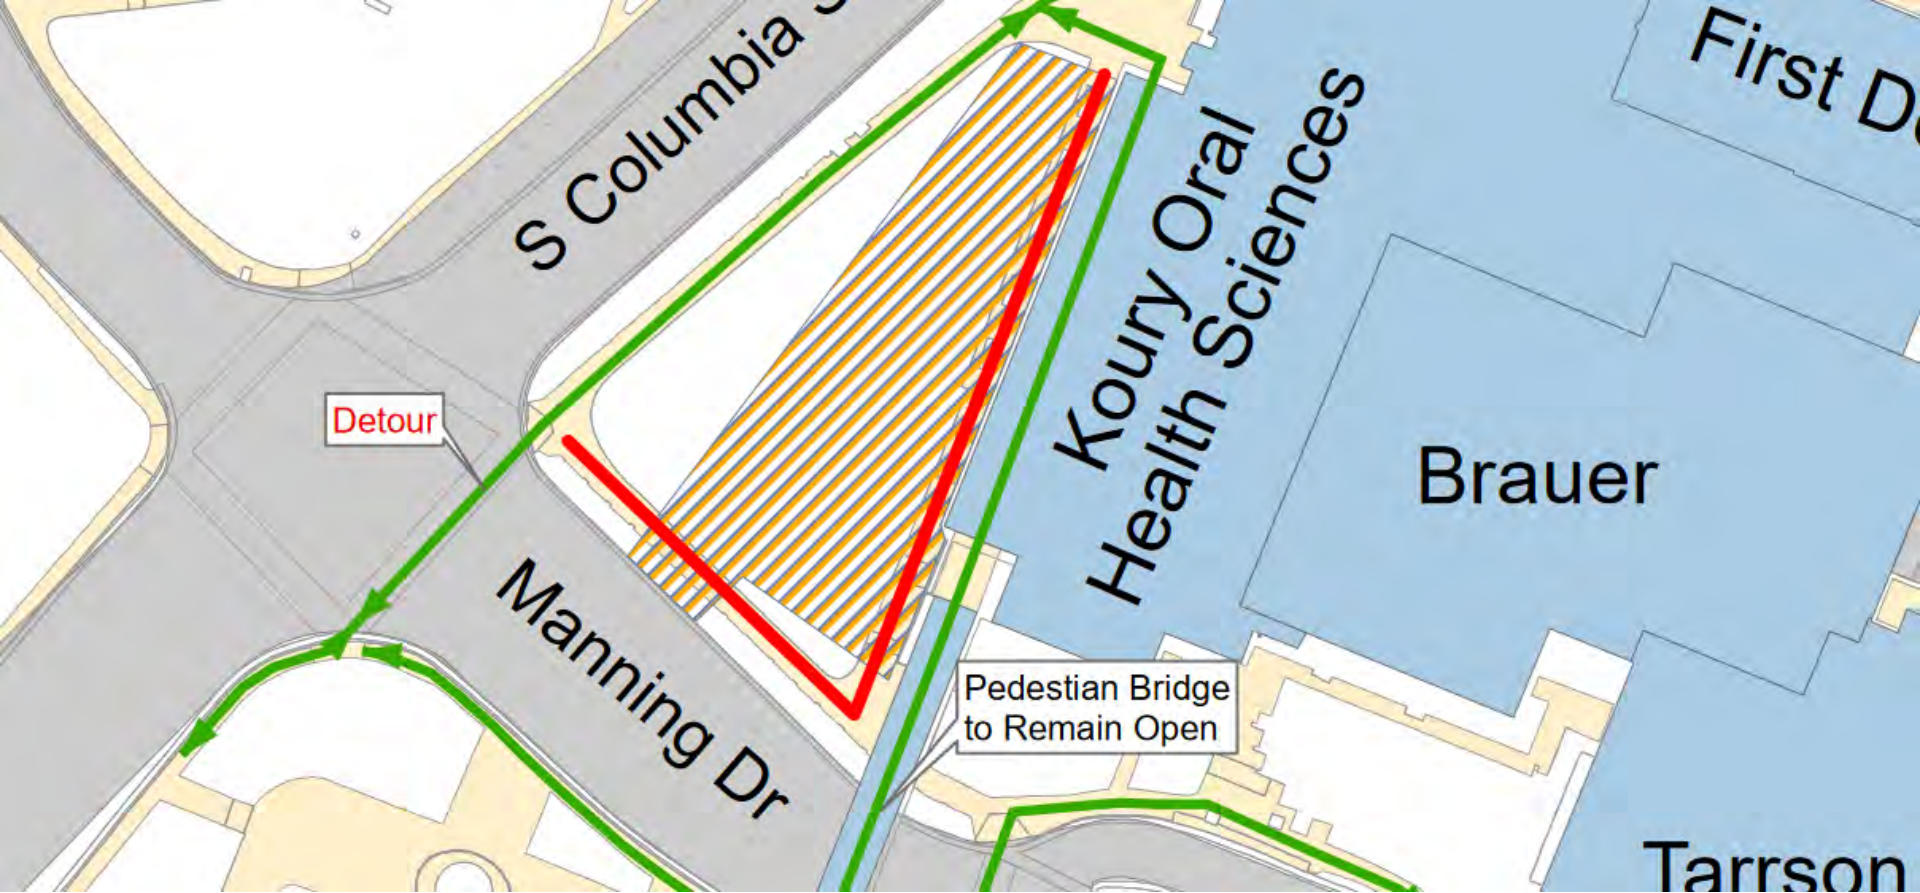 S Columbia
First
Koury Oral
Health Sciences
Detour
Brauer
Manning Dr
Pedestian Bridge
to Remain Open
Tarrson